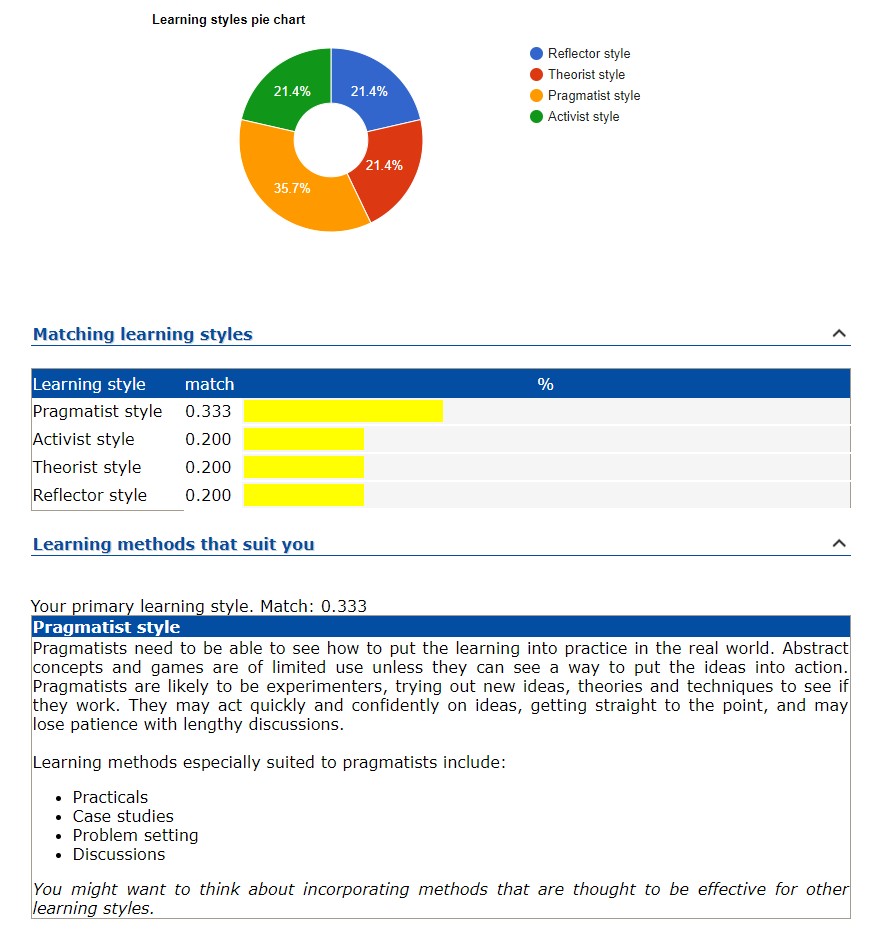 Learning styles pie chart
Reflector style
Theorist style
Pragmatist style
Activist style
21.4%
21.4%
21.4%
35.7%
Matching learning styles
Learning style match %
Pragmatist style 0.333
Activist style 0.200
Theorist style 0.200
Reflector style 0.200
Learning methods that suit you
Your primary learning style. Match: 0.333
Pragmatist style
Pragmatists need to be able to see how to put the learning into practice in the real world. Abstract
concepts and games are of limited use unless they can see a way to put the ideas into action.
Pragmatists are likely to be experimenters, trying out new ideas, theories and techniques to see if
they work. They may act quickly and confidently on ideas, getting straight to the point, and may
lose patience with lengthy discussions.
Learning methods especially suited to pragmatists include:
• Practicals
• Case studies
• Problem setting
• Discussions
You might want to think about incorporating methods that are thought to be effective for other
learning styles.